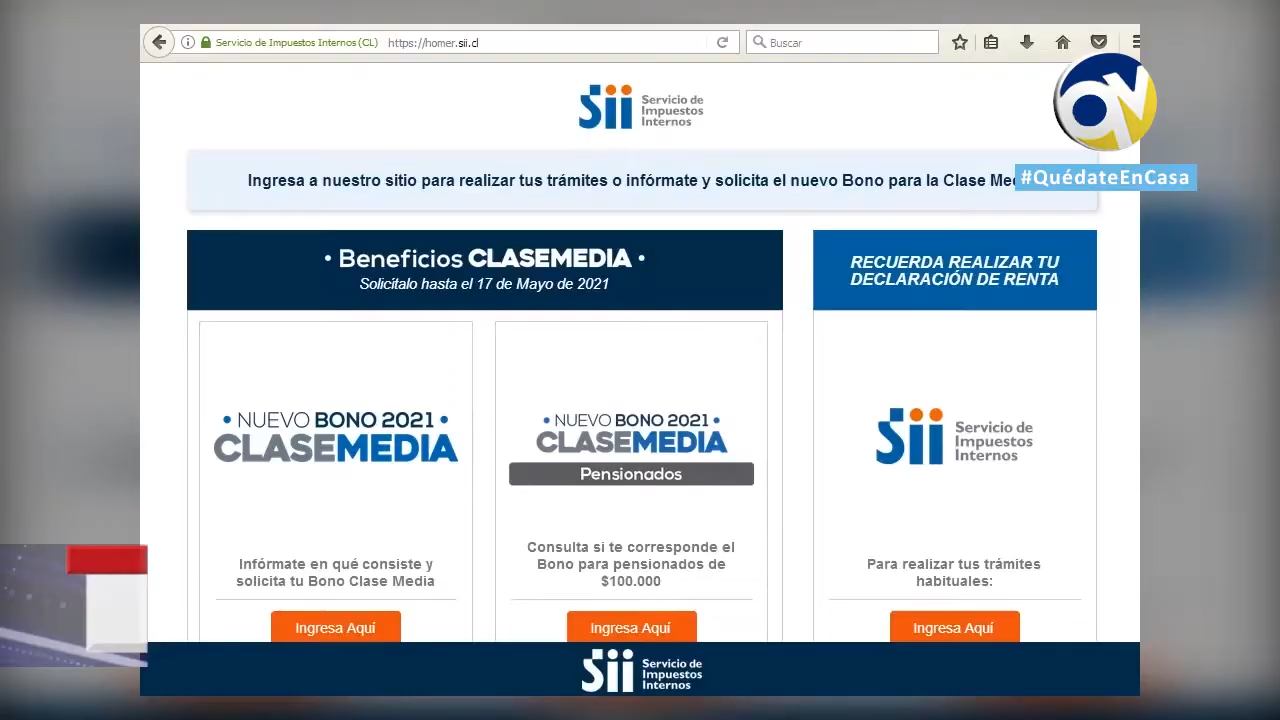 Servicio de Impuestos Internos (CL)
https://homer.sii.cl
Buscar
Sii
Servicio de
Impuestos
Internos
Ingresa a nuestro sitio para realizar tus trámites o infórmate y solicita el nuevo Bono para la Clase
#QuédateEnCasa
• Beneficios CLASEMEDIA •
Solicitalo hasta el 17 de Mayo de 2021
RECUERDA REALIZAR TU
DECLARACIÓN DE RENTA
• NUEVO BONO 2021 •
CLASEMEDIA
• NUEVO BONO 2021 •
CLASEMEDIA
Pensionados
Sii
Servicio de
Impuestos
Internos
Infórmate en qué consiste y
solicita tu Bono Clase Media
Consulta si te corresponde el
Bono para pensionados de
$100.000
Para realizar tus trámites
habituales:
Ingresa Aquí
Ingresa Aquí
Ingresa Aquí
Sii
Servicio de
Impuestos
Internos